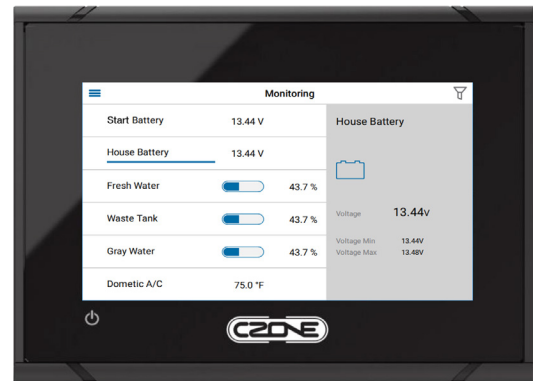 Monitoring
Start Battery 13.44 V
House Battery 13.44 V
Fresh Water 43.7 %
Waste Tank 43.7 %
Gray Water 43.7 %
Dometic A/C 75.0 °F
House Battery
Voltage 13.44V
Voltage Min 13.44V
Voltage Max 13.48V
CZONE